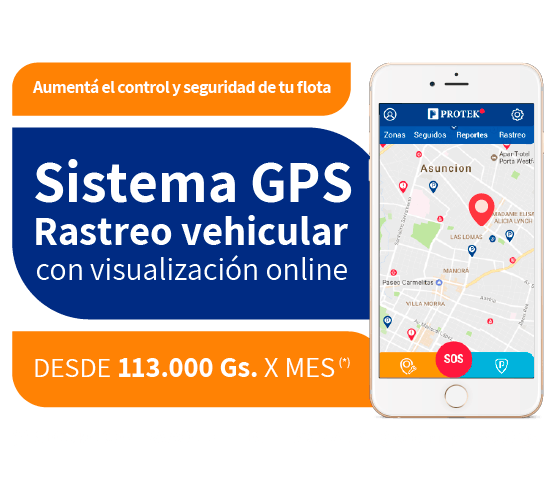 Aumentá el control y seguridad de tu flota
Sistema GPS
Rastreo vehicular
con visualización online
DESDE 113.000 Gs. X MES (*)
PROTEK
Zonas Seguidos Reportes Rastreo
Asuncion
LAS LOMAS
MANORA
Paseo Carmelitas
VILLA MORRA
SOS